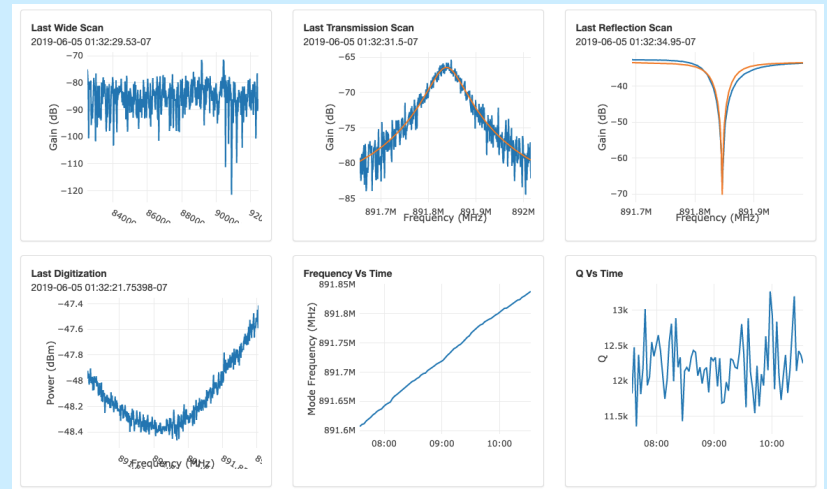 Last Wide Scan
2019-06-05 01:32:29.53-07
−70
−80
−90
−100
−110
−120
Gain (dB)
84000
86000
88000
90000
Last Transmission Scan
2019-06-05 01:32:31.5-07
−65
−70
−75
−80
−85
Gain (dB)
891.7M 891.8M 891.9M 892M
Frequency (MHz)
Last Reflection Scan
2019-06-05 01:32:34.95-07
−40
−50
−60
−70
Gain (dB)
891.7M 891.8M 891.9M
Frequency (MHz)
Last Digitization
2019-06-05 01:32:21.75398-07
−47.4
−47.6
−47.8
−48
−48.2
−48.4
Power (dBm)
Frequency (MHz)
Frequency Vs Time
891.85M
891.8M
891.75M
891.7M
891.65M
891.6M
Mode Frequency (MHz)
08:00 09:00 10:00
Q Vs Time
13k
12.5k
12k
11.5k
Q
08:00 09:00 10:00